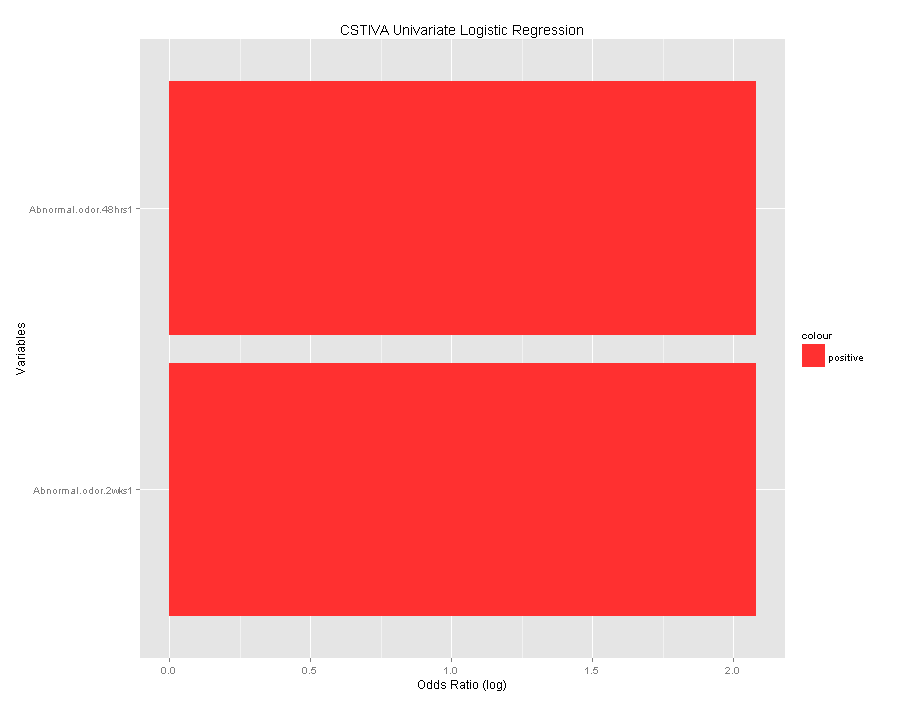 CSTIVA Univariate Logistic Regression
Abnormal.odor.48hrs1
Abnormal.odor.2wks1
Variables
0.0 0.5 1.0 1.5 2.0
Odds Ratio (log)
colour
positive